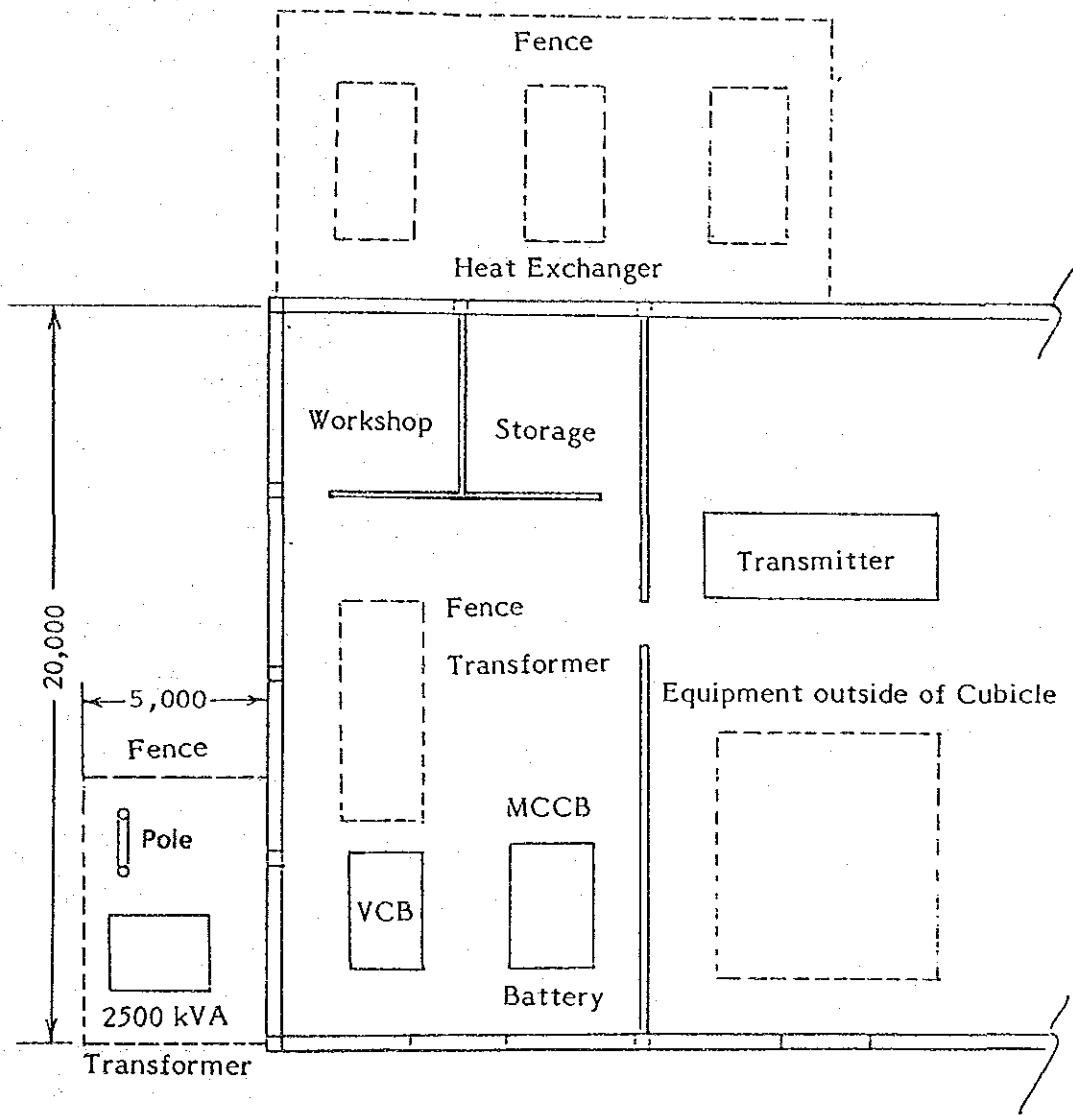 Fence
Heat Exchanger
Workshop
Storage
Transmitter
Fence
Transformer
20,000
5,000
Equipment outside of Cubicle
Fence
MCCB
Pole
VCB
Battery
2500 kVA
Transformer